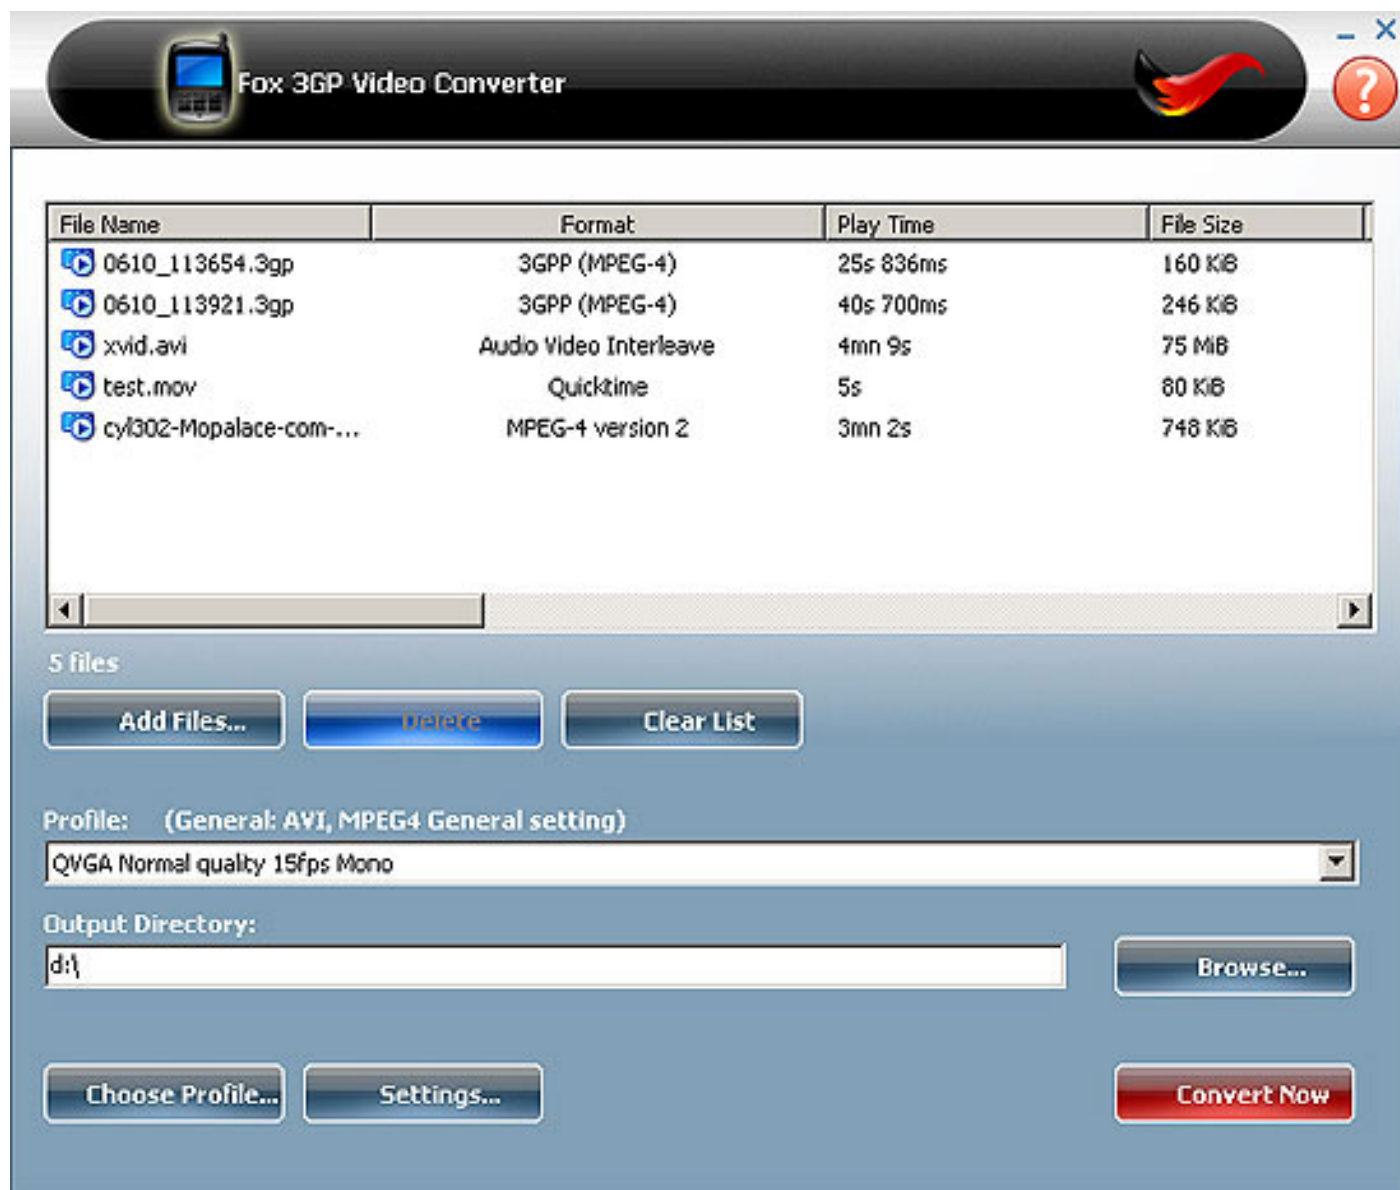 Fox 3GP Video Converter
File Name Format Play Time File Size
0610_113654.3gp 3GPP (MPEG-4) 25s 836ms 160 KiB
0610_113921.3gp 3GPP (MPEG-4) 40s 700ms 246 KiB
xvid.avi Audio Video Interleave 4mn 9s 75 MiB
test.mov Quicktime 5s 80 KiB
cyl302-Mopalace-com-... MPEG-4 version 2 3mn 2s 748 KiB
5 files
Add Files... Delete Clear List
Profile: (General: AVI, MPEG4 General setting)
QVGA Normal quality 15fps Mono
Output Directory:
d:\
Browse...
Choose Profile... Settings... Convert Now